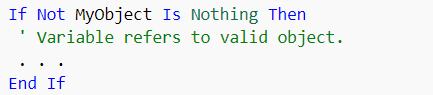 If Not MyObject Is Nothing Then
 ' Variable refers to valid object.
 . . .
End If